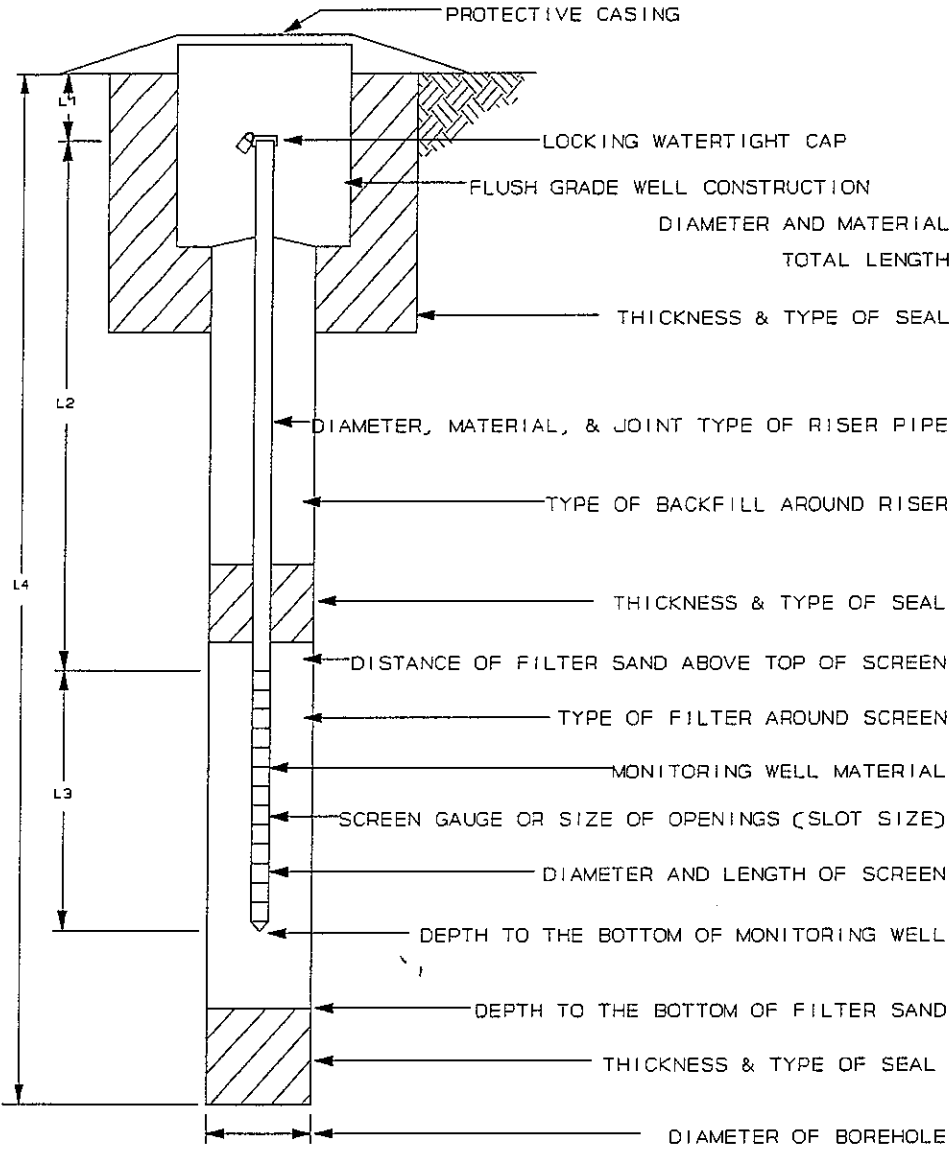 PROTECTIVE CASING
L1
LOCKING WATERTIGHT CAP
FLUSH GRADE WELL CONSTRUCTION
DIAMETER AND MATERIAL
TOTAL LENGTH
THICKNESS & TYPE OF SEAL
L2
DIAMETER, MATERIAL, & JOINT TYPE OF RISER PIPE
TYPE OF BACKFILL AROUND RISER
L4
THICKNESS & TYPE OF SEAL
DISTANCE OF FILTER SAND ABOVE TOP OF SCREEN
TYPE OF FILTER AROUND SCREEN
MONITORING WELL MATERIAL
L3
SCREEN GAUGE OR SIZE OF OPENINGS (SLOT SIZE)
DIAMETER AND LENGTH OF SCREEN
DEPTH TO THE BOTTOM OF MONITORING WELL
DEPTH TO THE BOTTOM OF FILTER SAND
THICKNESS & TYPE OF SEAL
DIAMETER OF BOREHOLE